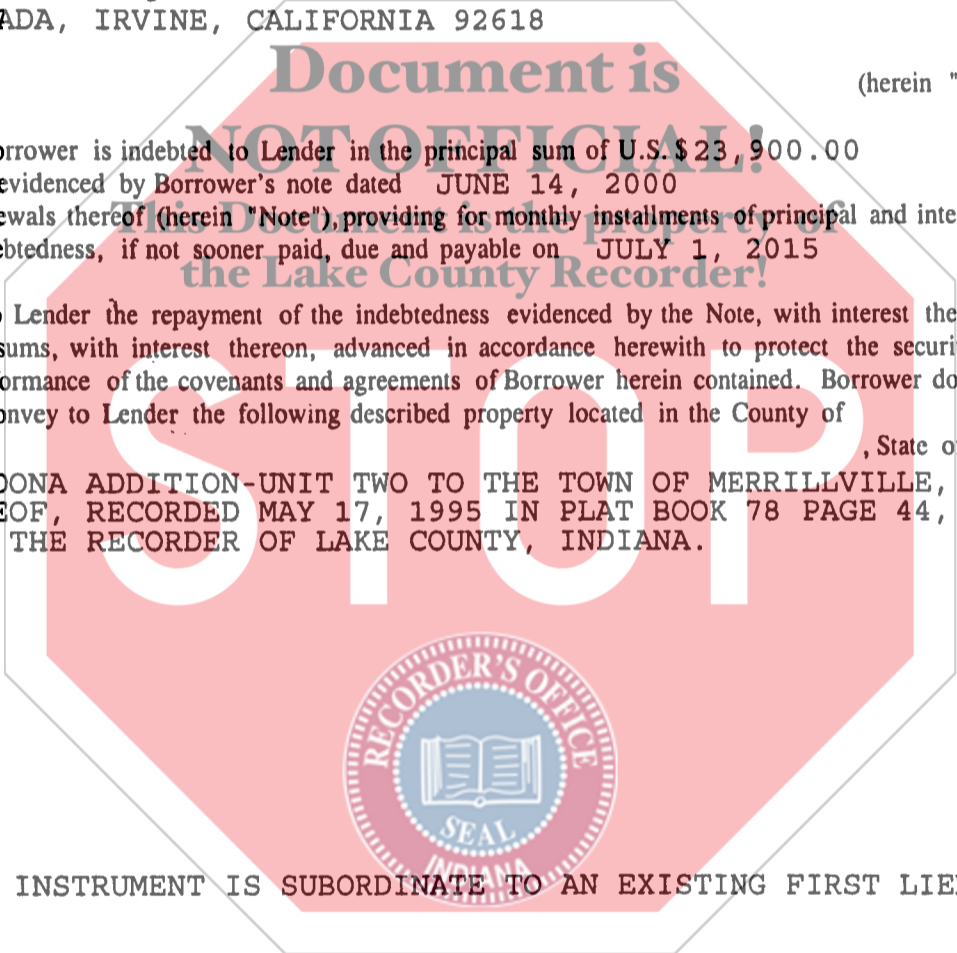 ADA, IRVINE, CALIFORNIA 92618
Document is
(herein "
NOT OFFICIAL!
orrower is indebted to Lender in the principal sum of U.S. $ 23,900.00
evidenced by Borrower's note dated JUNE 14, 2000
This Document is the property of
ewals thereof (herein "Note"), providing for monthly installments of principal and inte
ebtedness, if not sooner paid, due and payable on JULY 1, 2015
the Lake County Recorder!
Lender the repayment of the indebtedness evidenced by the Note, with interest the
sums, with interest thereon, advanced in accordance herewith to protect the securi
ormance of the covenants and agreements of Borrower herein contained. Borrower do
onvey to Lender the following described property located in the County of
, State o
STOP
OONA ADDITION-UNIT TWO TO THE TOWN OF MERRILLVILLE,
EOF, RECORDED MAY 17, 1995 IN PLAT BOOK 78 PAGE 44,
THE RECORDER OF LAKE COUNTY, INDIANA.
RECORDER'S OFFICE
SEAL
INDIANA
INSTRUMENT IS SUBORDINATE TO AN EXISTING FIRST LIE